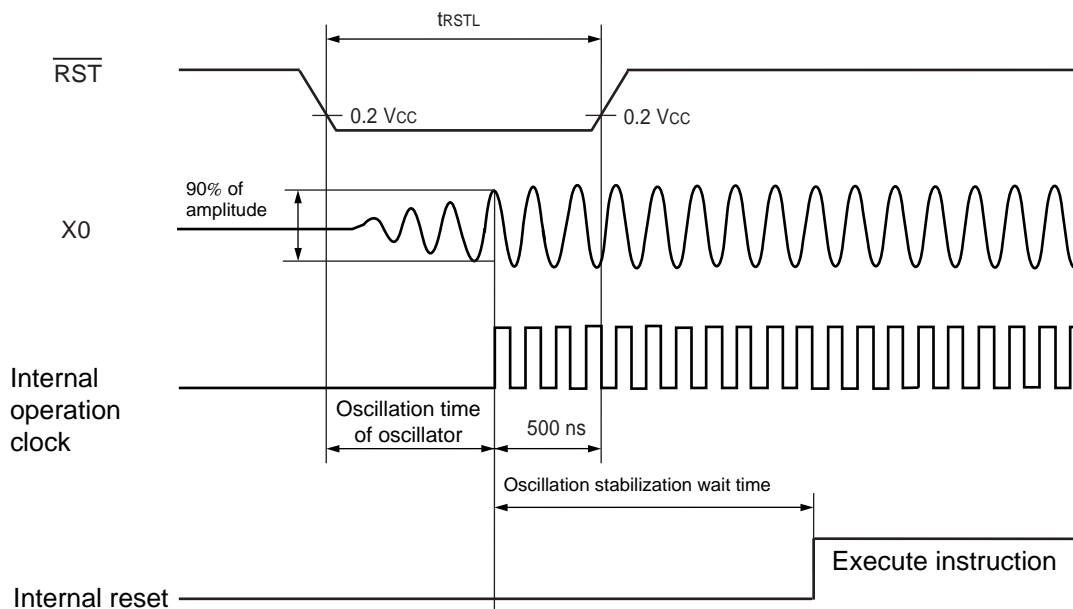 tRSTL
RST
0.2 VCC
0.2 VCC
90% of
amplitude
X0
Internal
operation
clock
Oscillation time
of oscillator
500 ns
Oscillation stabilization wait time
Execute instruction
Internal reset